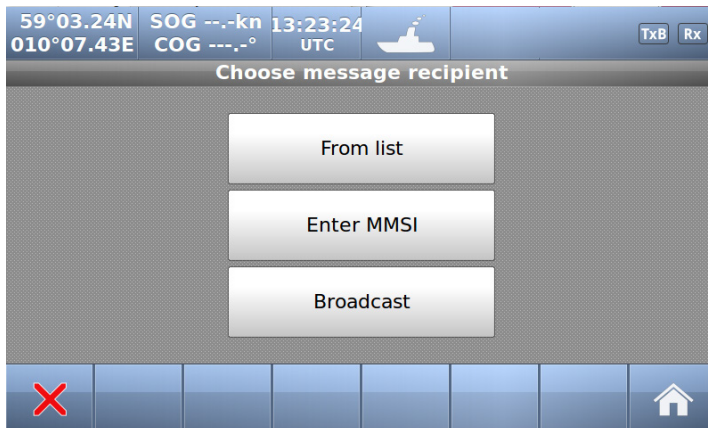 59°03.24N SOG --.-kn 13:23:24
010°07.43E COG ---.-° UTC
TxB Rx
Choose message recipient
From list
Enter MMSI
Broadcast